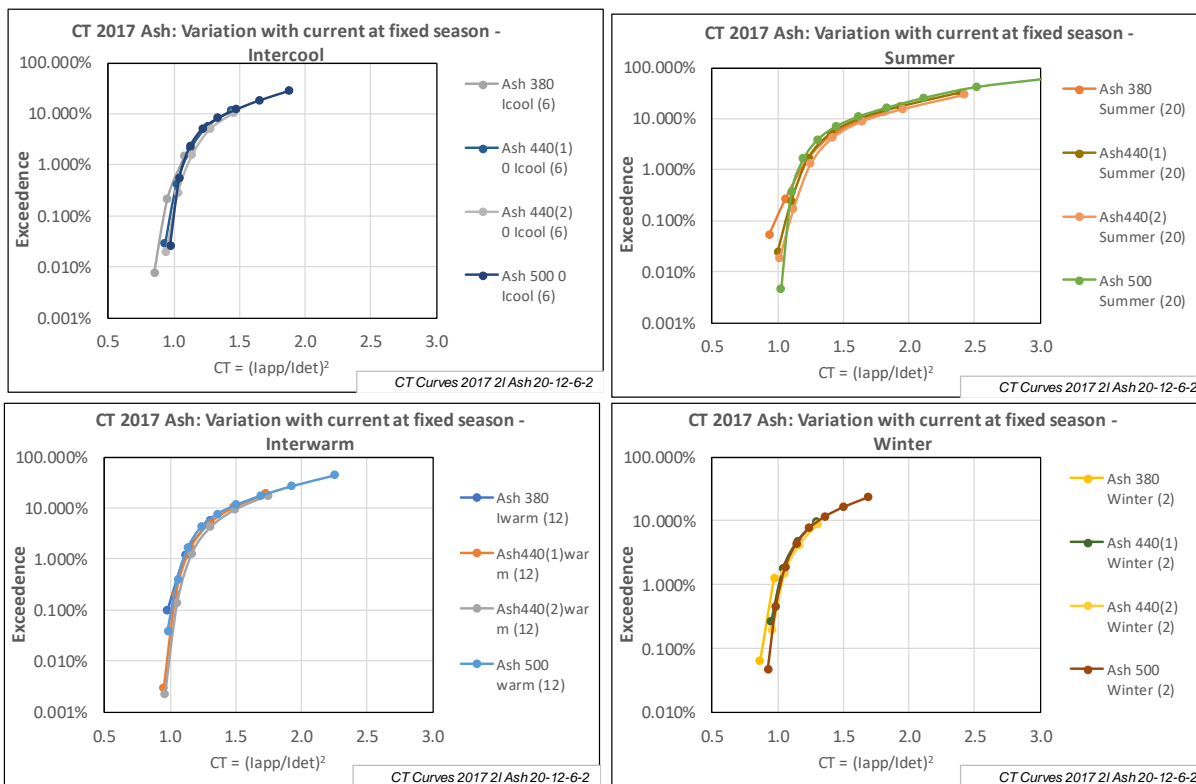 CT 2017 Ash: Variation with current at fixed season -
Intercool
100.000%
10.000%
1.000%
0.100%
0.010%
0.001%
Exceedence
0.5
1.0
1.5
2.0
2.5
3.0
CT = (Iapp/Idet)²
Ash 380
Icool (6)
Ash 440(1)
0 Icool (6)
Ash 440(2)
0 Icool (6)
Ash 500 0
Icool (6)
CT Curves 2017 2I Ash 20-12-6-2
CT 2017 Ash: Variation with current at fixed season -
Summer
100.000%
10.000%
1.000%
0.100%
0.010%
0.001%
Exceedence
0.5
1.0
1.5
2.0
2.5
3.0
CT = (Iapp/Idet)²
Ash 380
Summer (20)
Ash440(1)
Summer (20)
Ash440(2)
Summer (20)
Ash 500
Summer (20)
CT Curves 2017 2I Ash 20-12-6-2
CT 2017 Ash: Variation with current at fixed season -
Interwarm
100.000%
10.000%
1.000%
0.100%
0.010%
0.001%
Exceedence
0.5
1.0
1.5
2.0
2.5
3.0
CT = (Iapp/Idet)²
Ash 380
Iwarm (12)
Ash440(1)war
m (12)
Ash440(2)war
m (12)
Ash 500
warm (12)
CT Curves 2017 2I Ash 20-12-6-2
CT 2017 Ash: Variation with current at fixed season -
Winter
100.000%
10.000%
1.000%
0.100%
0.010%
Exceedence
0.5
1.0
1.5
2.0
2.5
3.0
CT = (Iapp/Idet)²
Ash 380
Winter (2)
Ash 440(1)
Winter (2)
Ash 440(2)
Winter (2)
Ash 500
Winter (2)
CT Curves 2017 2I Ash 20-12-6-2